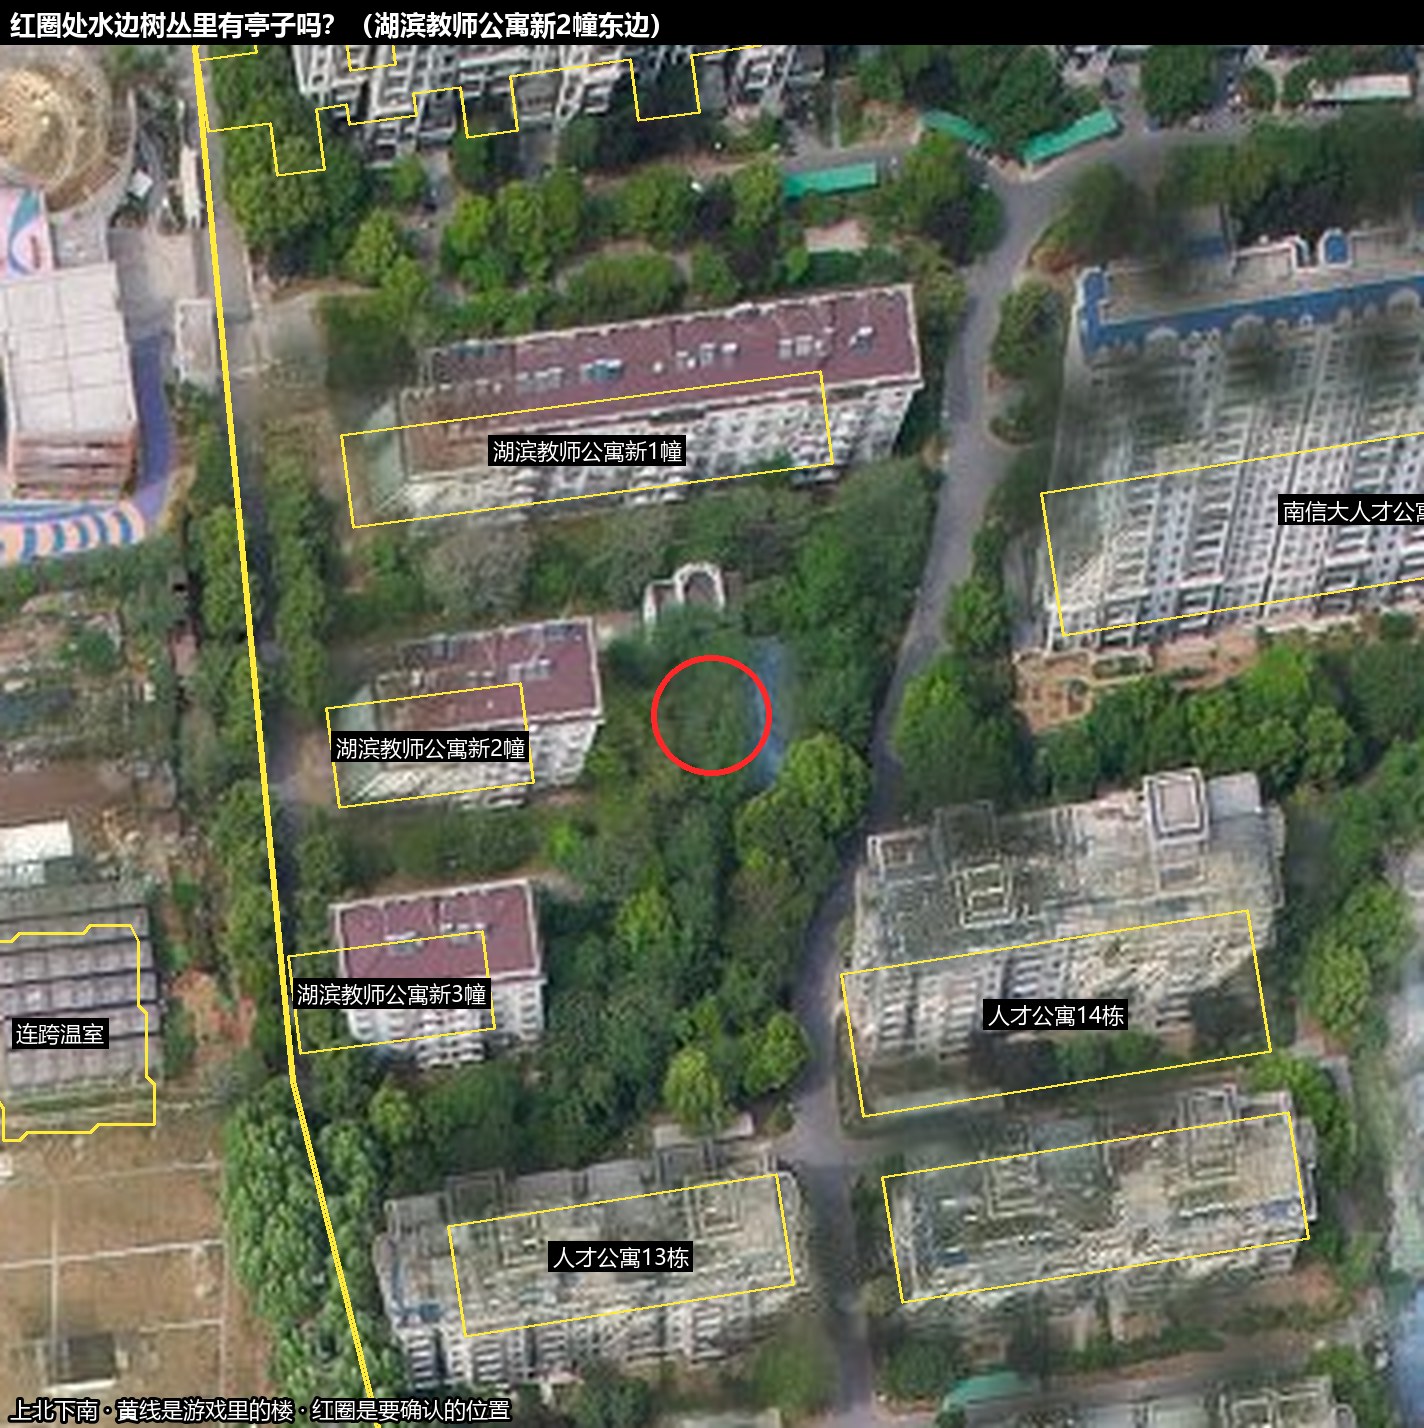 红圈处水边树丛里有亭子吗？（湖滨教师公寓新2幢东边）
湖滨教师公寓新1幢
南信大人才公寓
湖滨教师公寓新2幢
湖滨教师公寓新3幢
人才公寓14栋
连跨温室
人才公寓13栋
上北下南·黄线是游戏里的楼·红圈是要确认的位置